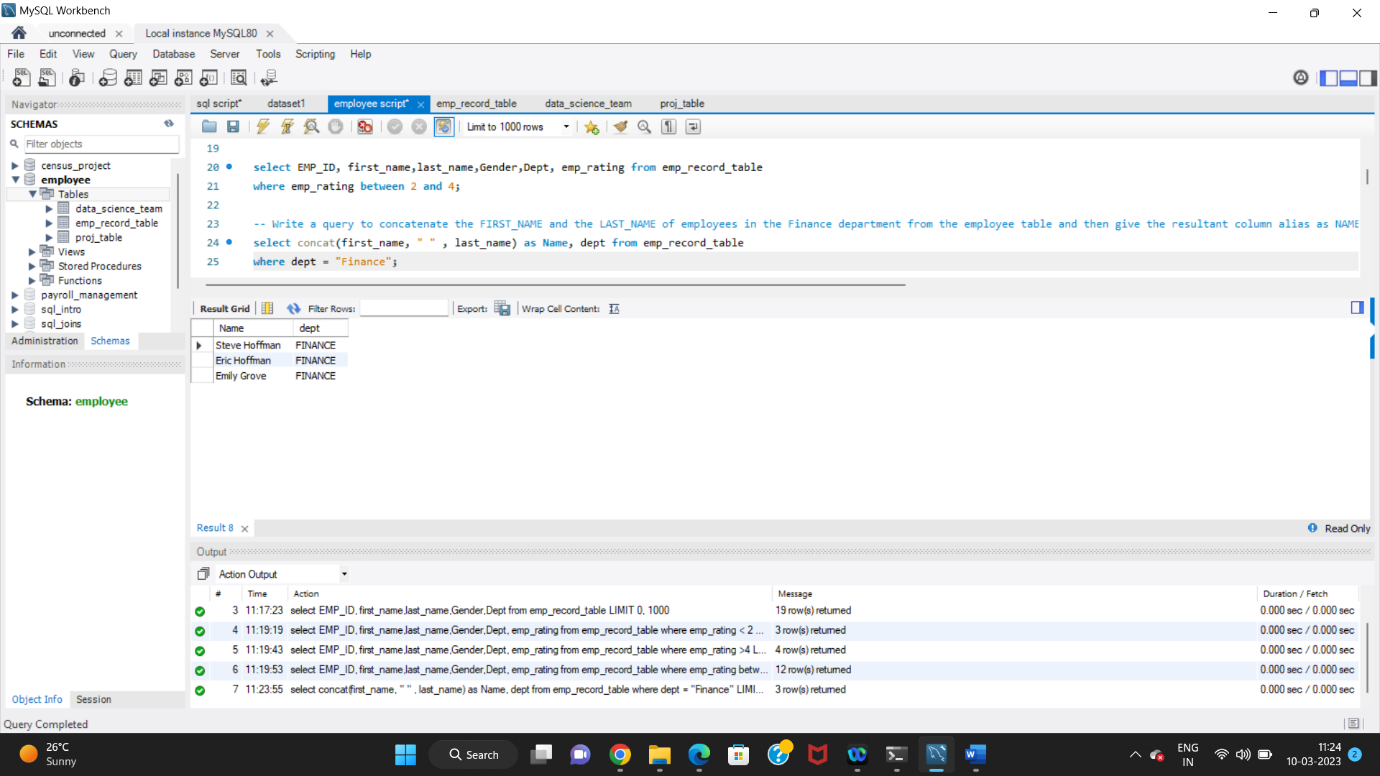 MySQL Workbench
unconnected
Local instance MySQL80
File Edit View Query Database Server Tools Scripting Help
Navigator
SCHEMAS
Filter objects
census_project
employee
Tables
data_science_team
emp_record_table
proj_table
Views
Stored Procedures
Functions
payroll_management
sql_intro
sql_joins
Administration Schemas
Information
Schema: employee
Object Info Session
sql script* dataset1 employee script* emp_record_table data_science_team proj_table
Limit to 1000 rows
19
20 select EMP_ID, first_name,last_name,Gender,Dept, emp_rating from emp_record_table
21 where emp_rating between 2 and 4;
22
23 -- Write a query to concatenate the FIRST_NAME and the LAST_NAME of employees in the Finance department from the employee table and then give the resultant column alias as NAME
24 select concat(first_name, " " , last_name) as Name, dept from emp_record_table
25 where dept = "Finance";
Result Grid Filter Rows: Export: Wrap Cell Content:
Name dept
Steve Hoffman FINANCE
Eric Hoffman FINANCE
Emily Grove FINANCE
Result 8 Read Only
Output
Action Output
# Time Action Message Duration / Fetch
3 11:17:23 select EMP_ID, first_name,last_name,Gender,Dept from emp_record_table LIMIT 0, 1000 19 row(s) returned 0.000 sec / 0.000 sec
4 11:19:19 select EMP_ID, first_name,last_name,Gender,Dept, emp_rating from emp_record_table where emp_rating < 2 ... 3 row(s) returned 0.000 sec / 0.000 sec
5 11:19:43 select EMP_ID, first_name,last_name,Gender,Dept, emp_rating from emp_record_table where emp_rating >4 L... 4 row(s) returned 0.000 sec / 0.000 sec
6 11:19:53 select EMP_ID, first_name,last_name,Gender,Dept, emp_rating from emp_record_table where emp_rating betw... 12 row(s) returned 0.000 sec / 0.000 sec
7 11:23:55 select concat(first_name, " " , last_name) as Name, dept from emp_record_table where dept = "Finance" LIMI... 3 row(s) returned 0.000 sec / 0.000 sec
Query Completed
26°C
Sunny
Search
ENG
IN
11:24
10-03-2023
2